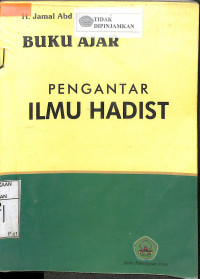 H. Jamal Abd
TIDAK
DIPINJAMKAN
BUKU AJAR
PENGANTAR
ILMU HADIST